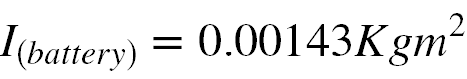 I(battery) = 0.00143Kgm²